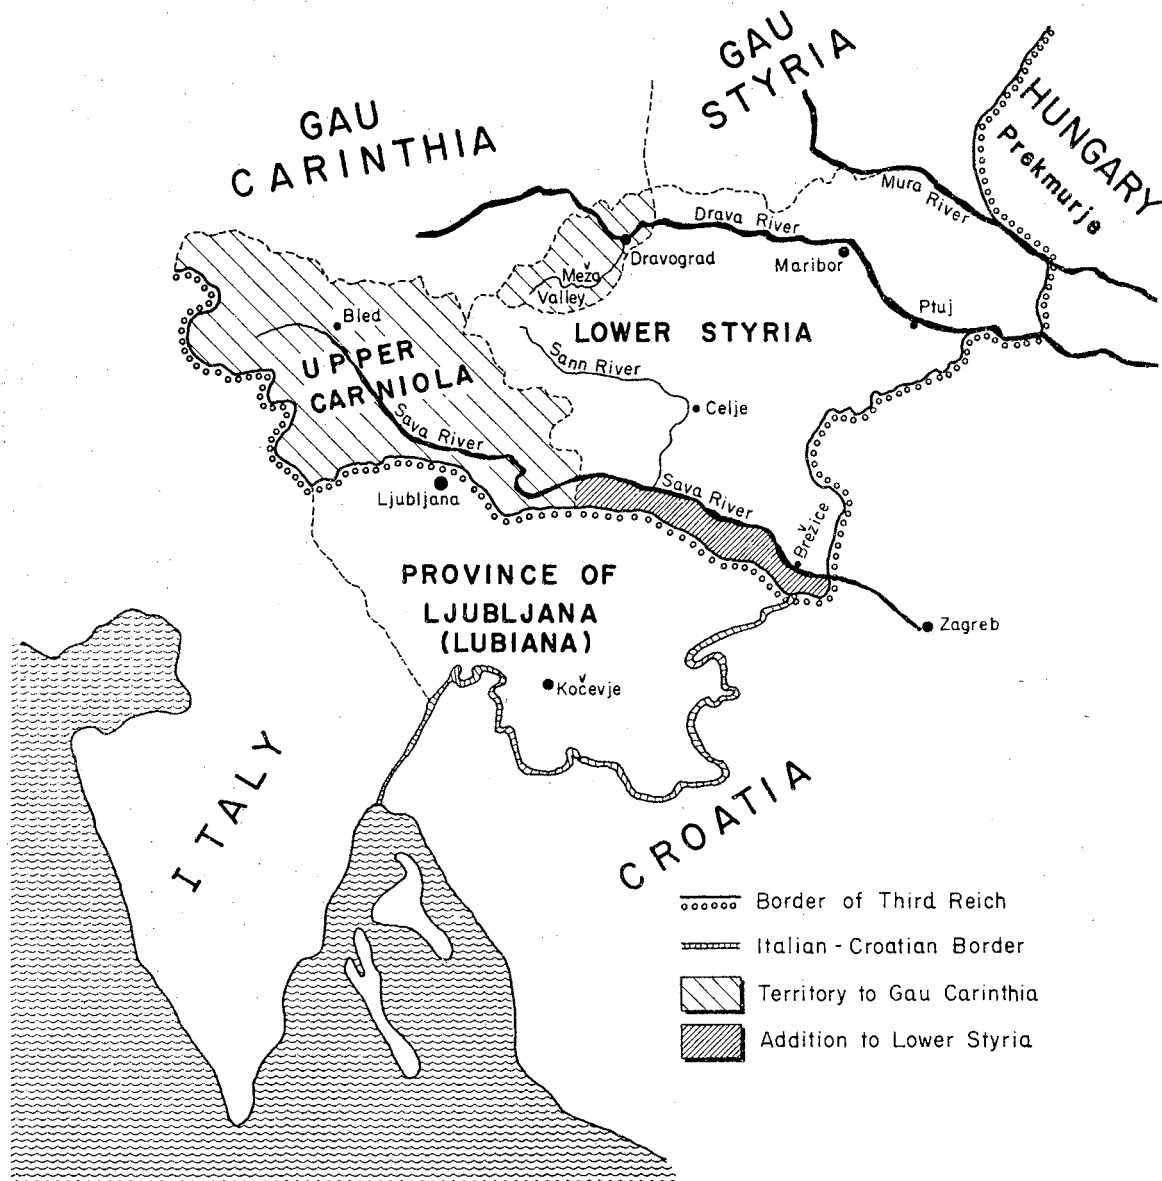 GAU
STYRIA
GAU
CARINTHIA
HUNGARY
Prekmurje
Mura River
Drava River
Dravograd
Maribor
Meža
Valley
Ptuj
Bled
LOWER STYRIA
UPPER
CARNIOLA
Sann River
Celje
Sava River
Ljubljana
Sava River
Brežice
PROVINCE OF
LJUBLJANA
(LUBIANA)
Zagreb
Kočevje
ITALY
CROATIA
Border of Third Reich
Italian-Croatian Border
Territory to Gau Carinthia
Addition to Lower Styria